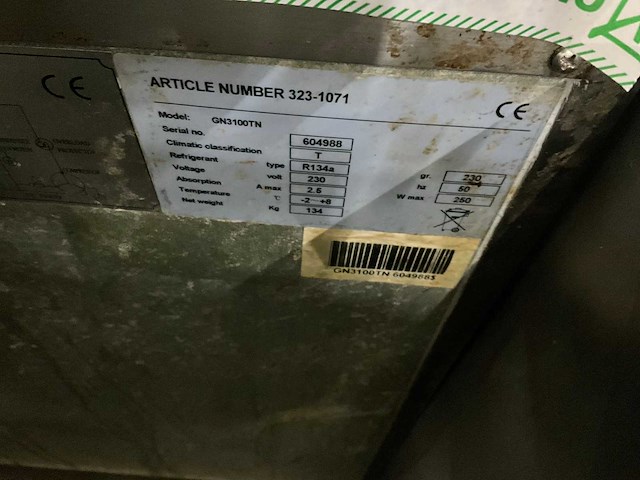 CE
ARTICLE NUMBER 323-1071
CE
Model: GN3100TN
Serial no. 604988
Climatic classification T
Refrigerant type R134a gr. 230
Voltage volt 230 hz 50
Absorption A max 2.5 W max 250
Temperature °C -2 - +8
Net weight Kg 134
GN3100TN 604988